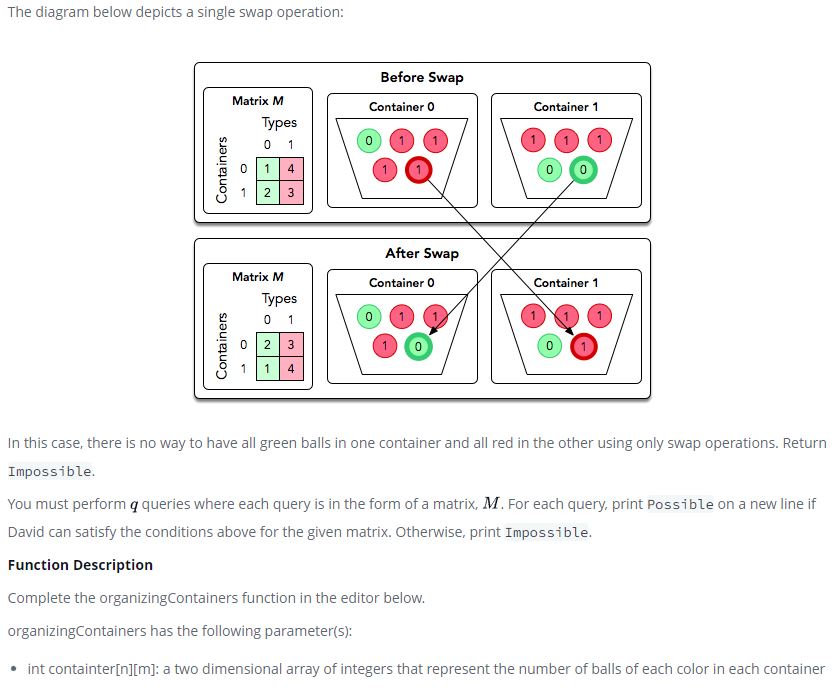 The diagram below depicts a single swap operation:
Before Swap
Matrix M
Types
0 1
Containers
0 1 4
1 2 3
Container 0
0 1 1
1 1
Container 1
1 1 1
0 0
After Swap
Matrix M
Types
0 1
Containers
0 2 3
1 1 4
Container 0
0 1 1
1 0
Container 1
1 1 1
0 1
In this case, there is no way to have all green balls in one container and all red in the other using only swap operations. Return
Impossible.
You must perform q queries where each query is in the form of a matrix, M. For each query, print Possible on a new line if
David can satisfy the conditions above for the given matrix. Otherwise, print Impossible.
Function Description
Complete the organizingContainers function in the editor below.
organizingContainers has the following parameter(s):
• int containter[n][m]: a two dimensional array of integers that represent the number of balls of each color in each container